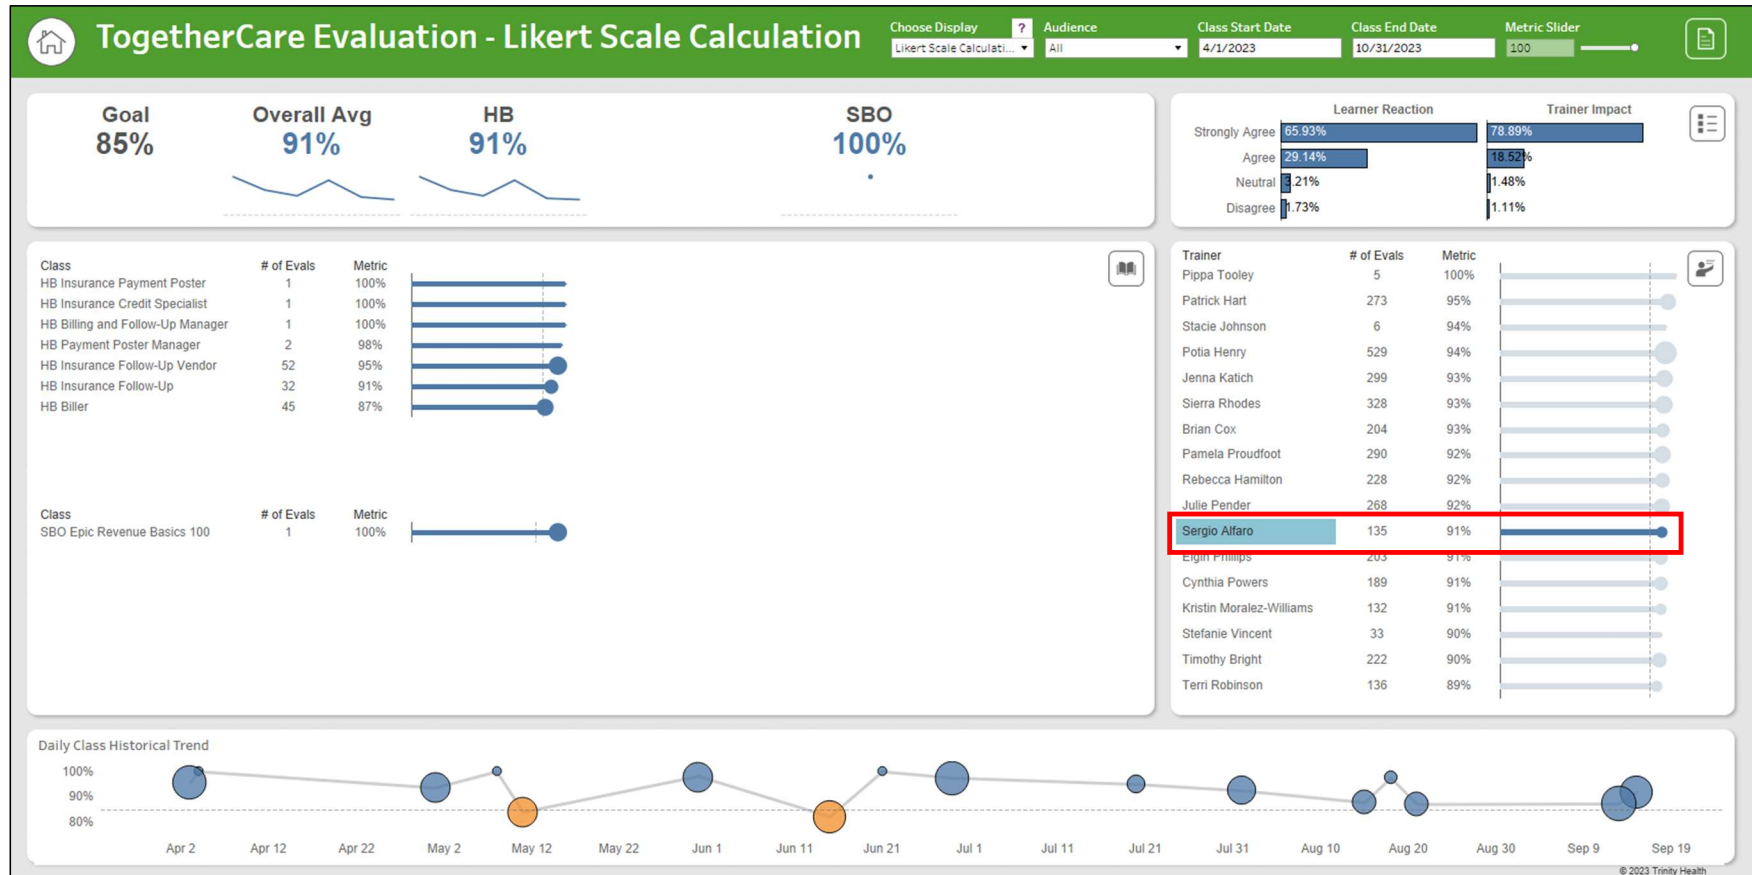 TogetherCare Evaluation - Likert Scale Calculation
Choose Display ? Audience Class Start Date Class End Date Metric Slider
Likert Scale Calculati... All 4/1/2023 10/31/2023 100
Goal Overall Avg HB SBO
85% 91% 91% 100%
Learner Reaction Trainer Impact
Strongly Agree 65.93% 78.89%
Agree 29.14% 18.52%
Neutral 3.21% 1.48%
Disagree 1.73% 1.11%
Class # of Evals Metric
HB Insurance Payment Poster 1 100%
HB Insurance Credit Specialist 1 100%
HB Billing and Follow-Up Manager 1 100%
HB Payment Poster Manager 2 98%
HB Insurance Follow-Up Vendor 52 95%
HB Insurance Follow-Up 32 91%
HB Biller 45 87%
Class # of Evals Metric
SBO Epic Revenue Basics 100 1 100%
Trainer # of Evals Metric
Pippa Tooley 5 100%
Patrick Hart 273 95%
Stacie Johnson 6 94%
Potia Henry 529 94%
Jenna Katich 299 93%
Sierra Rhodes 328 93%
Brian Cox 204 93%
Pamela Proudfoot 290 92%
Rebecca Hamilton 228 92%
Julie Pender 268 92%
Sergio Alfaro 135 91%
Elgin Phillips 203 91%
Cynthia Powers 189 91%
Kristin Moralez-Williams 132 91%
Stefanie Vincent 33 90%
Timothy Bright 222 90%
Terri Robinson 136 89%
Daily Class Historical Trend
100%
90%
80%
Apr 2 Apr 12 Apr 22 May 2 May 12 May 22 Jun 1 Jun 11 Jun 21 Jul 1 Jul 11 Jul 21 Jul 31 Aug 10 Aug 20 Aug 30 Sep 9 Sep 19
© 2023 Trinity Health